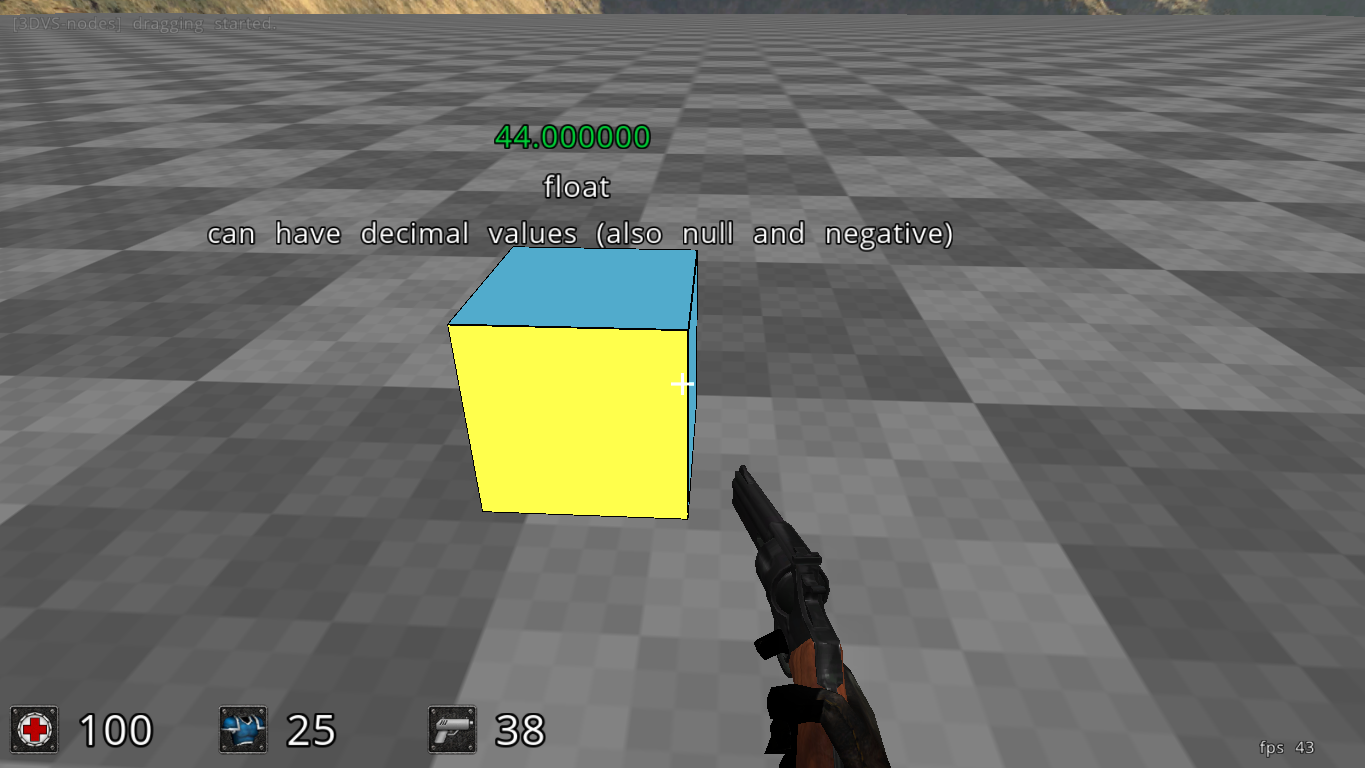 [3DVS-nodes] dragging started.
44.000000
float
can have decimal values (also null and negative)
100
25
38
fps 43